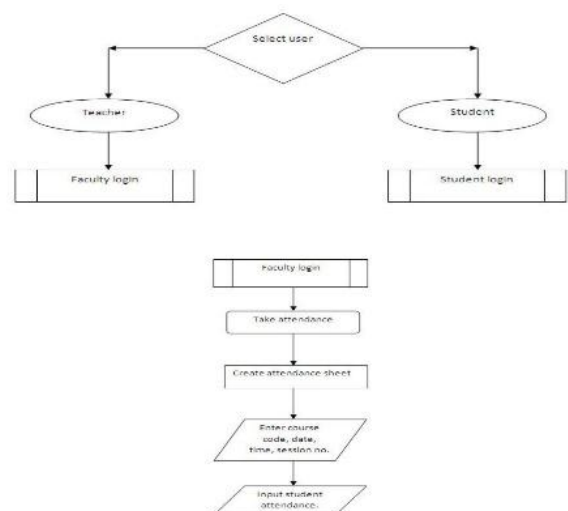 Select user
Teacher
Student
Faculty login
Student login
Faculty login
Take attendance
Create attendance sheet
Enter course
code, date,
time, session no.
Input student
attendance.